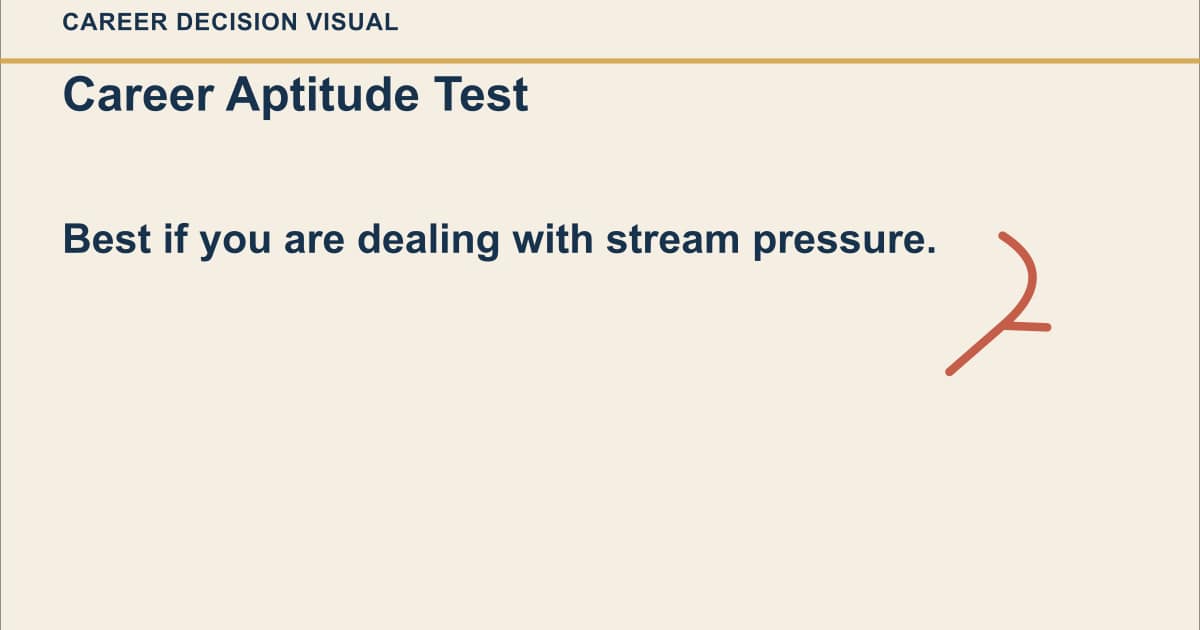 CAREER DECISION VISUAL
Career Aptitude Test
Best if you are dealing with stream pressure.